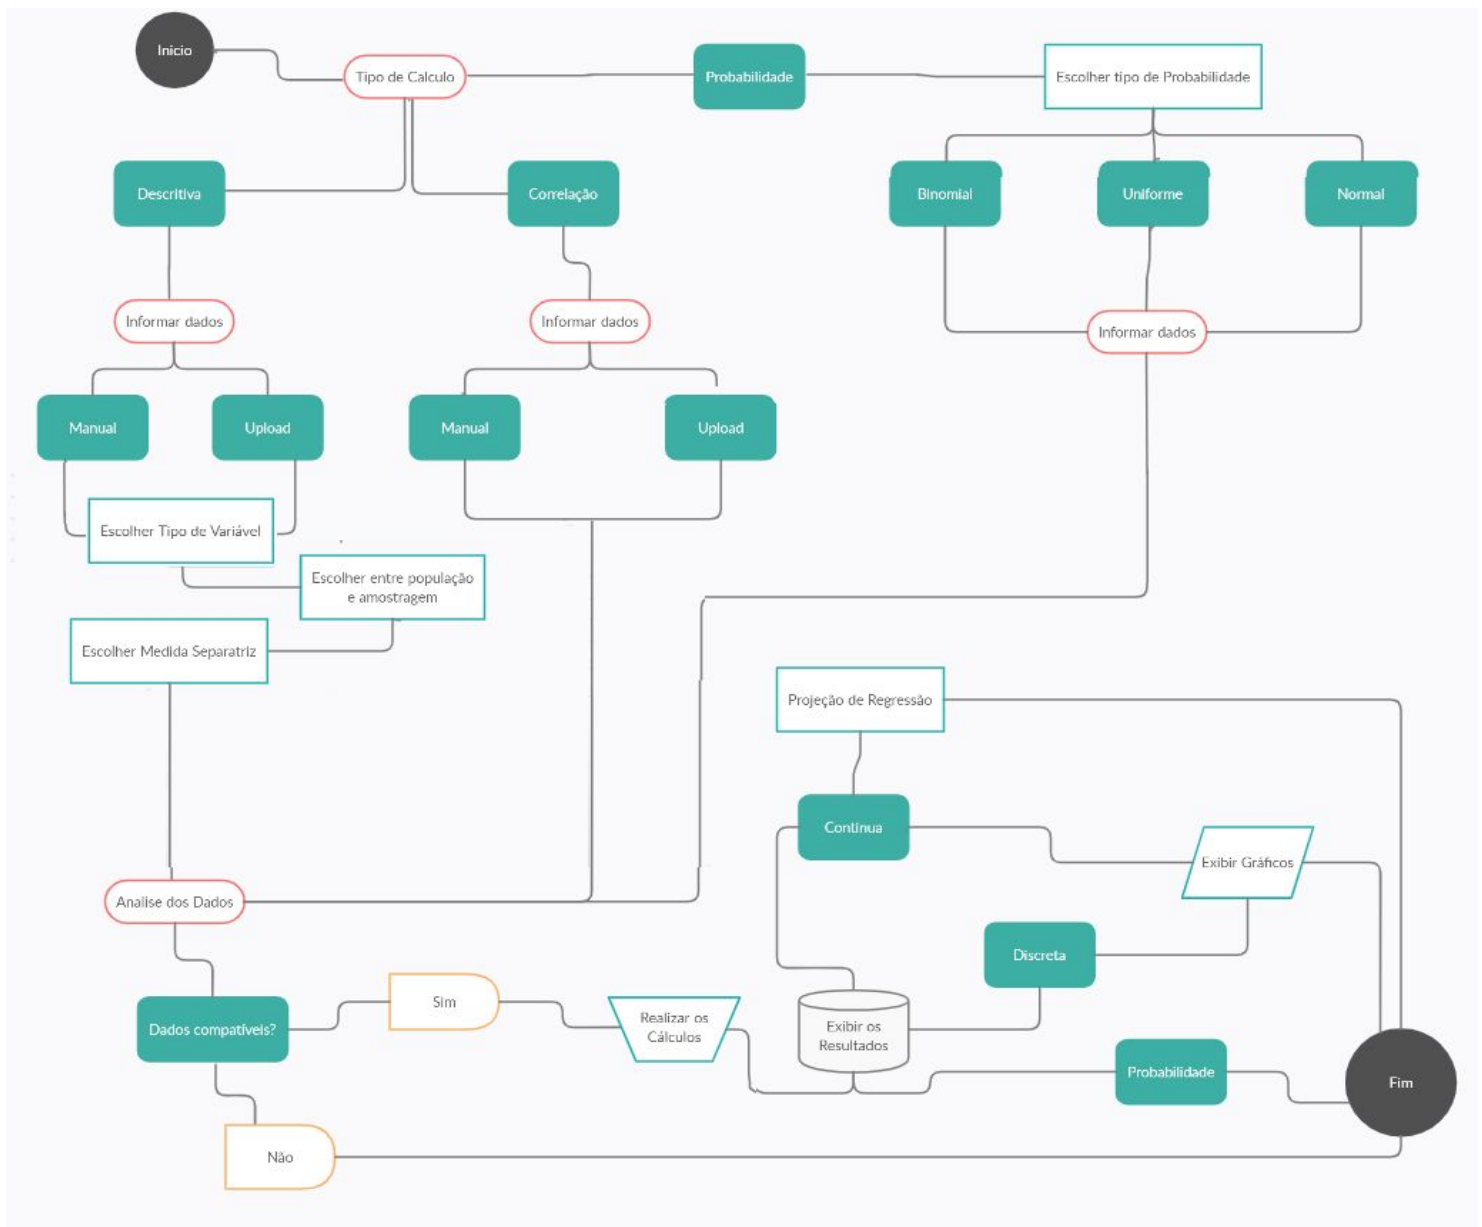 Inicio
Tipo de Calculo
Probabilidade
Escolher tipo de Probabilidade
Descritiva
Correlação
Binomial
Uniforme
Normal
Informar dados
Informar dados
Informar dados
Manual
Upload
Manual
Upload
Escolher Tipo de Variável
Escolher entre população
e amostragem
Escolher Medida Separatriz
Projeção de Regressão
Continua
Exibir Gráficos
Analise dos Dados
Discreta
Dados compatíveis?
Sim
Realizar os
Cálculos
Exibir os
Resultados
Probabilidade
Fim
Não